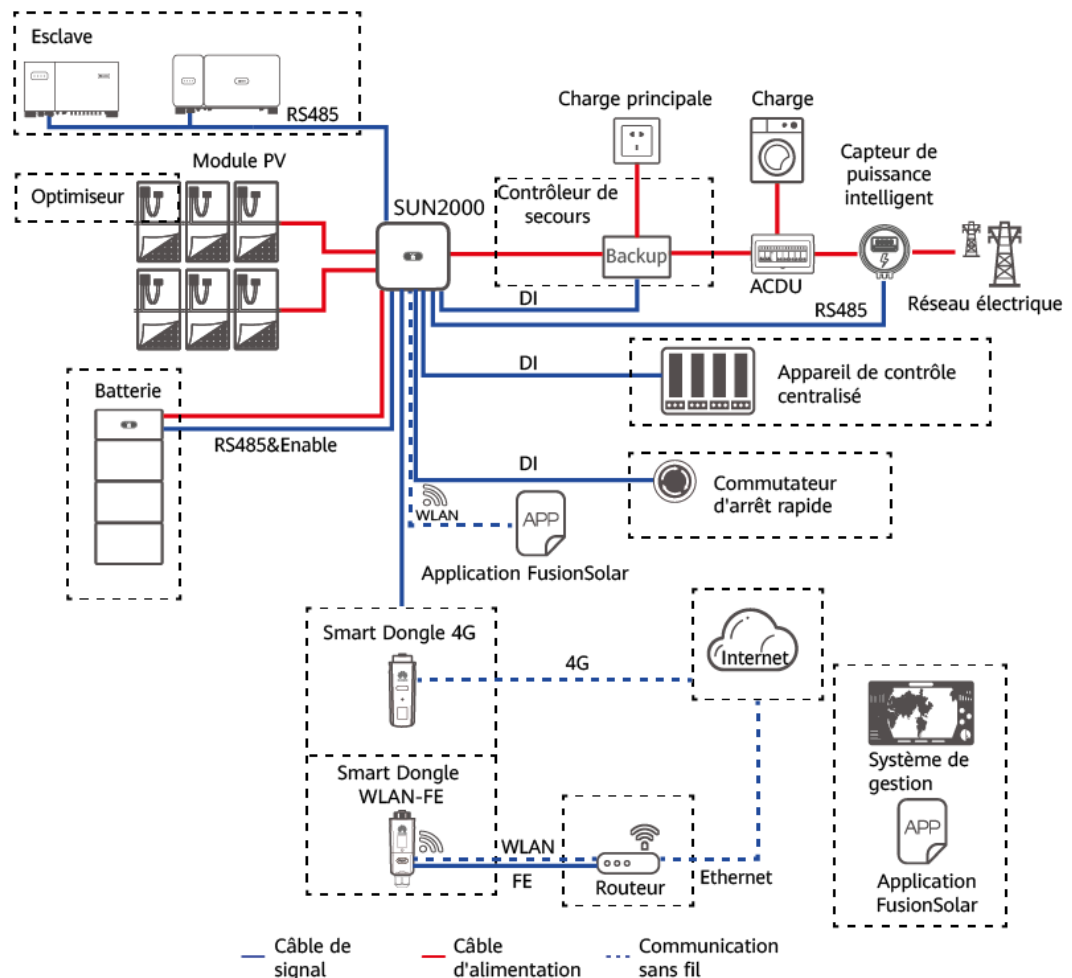 Esclave
RS485
Charge principale
Charge
Module PV
Capteur de
puissance
intelligent
Optimiseur
SUN2000
Contrôleur de
secours
Backup
ACDU
DI
RS485
Réseau électrique
DI
Appareil de contrôle
centralisé
Batterie
RS485&Enable
DI
Commutateur
d'arrêt rapide
WLAN
APP
Application FusionSolar
Smart Dongle 4G
4G
Internet
Système de
gestion
Smart Dongle
WLAN-FE
APP
WLAN
FE
Routeur
Ethernet
Application
FusionSolar
Câble de
signal
Câble
d'alimentation
Communication
sans fil